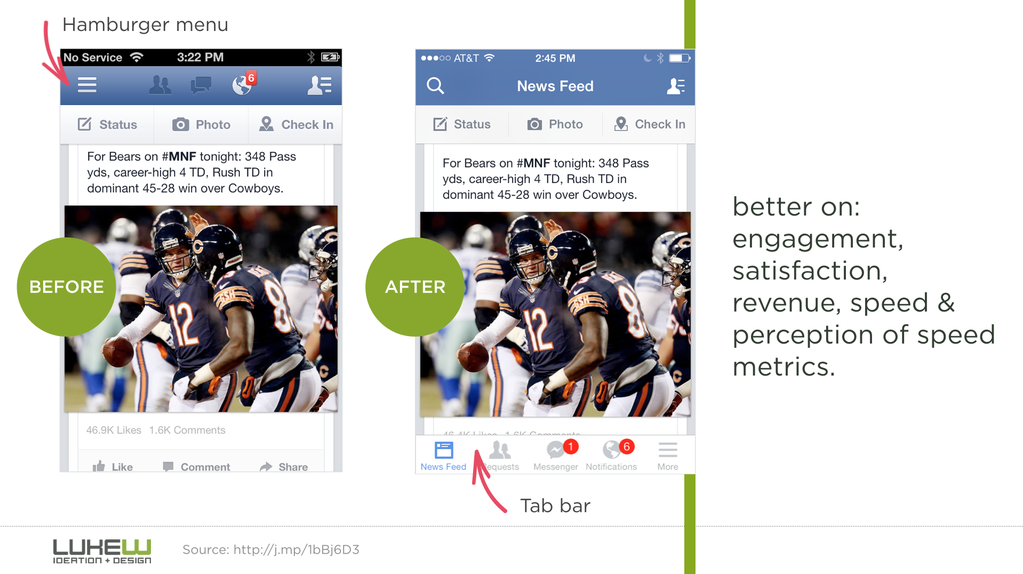 Hamburger menu
No Service 3:22 PM
6
Status Photo Check In
For Bears on #MNF tonight: 348 Pass
yds, career-high 4 TD, Rush TD in
dominant 45-28 win over Cowboys.
12
BEFORE
46.9K Likes 1.6K Comments
Like Comment Share
AT&T 2:45 PM
News Feed
Status Photo Check In
For Bears on #MNF tonight: 348 Pass
yds, career-high 4 TD, Rush TD in
dominant 45-28 win over Cowboys.
12
AFTER
1 6
News Feed Messenger Notifications More
Tab bar
better on:
engagement,
satisfaction,
revenue, speed &
perception of speed
metrics.
LUKEW
IDEATION + DESIGN
Source: http://j.mp/1bBj6D3